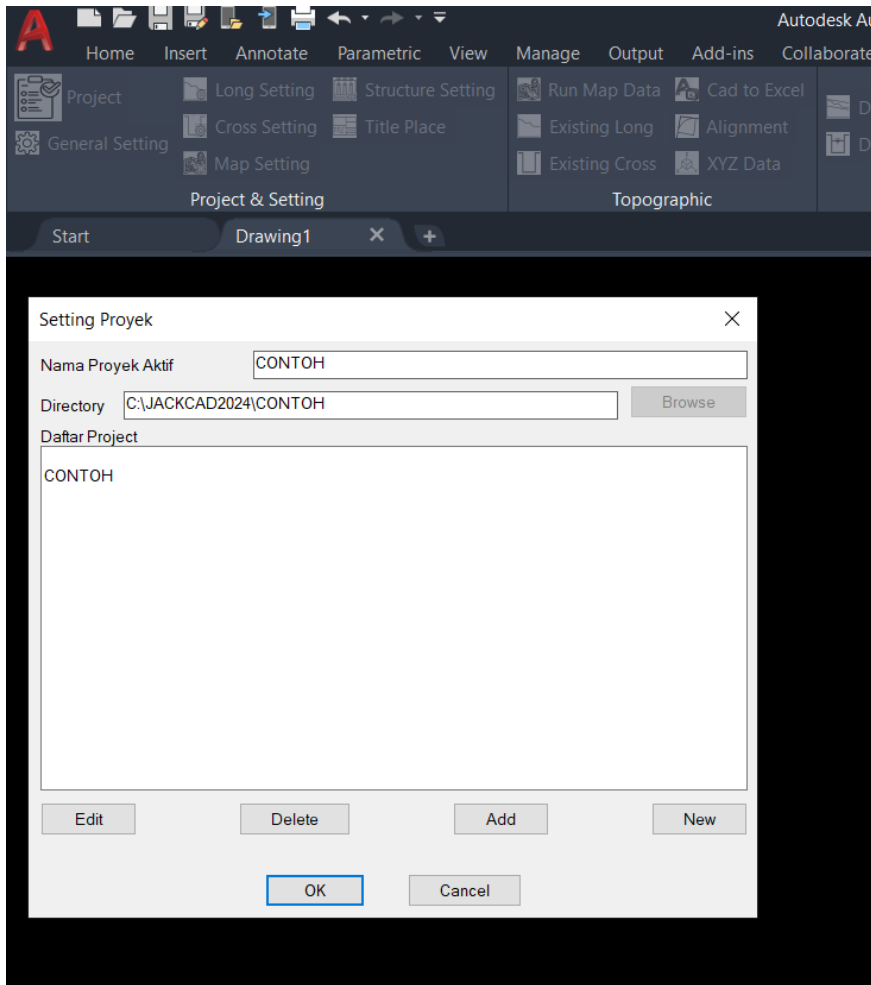 Autodesk Au
Home Insert Annotate Parametric View Manage Output Add-ins Collaborate
Project Long Setting Structure Setting Run Map Data Cad to Excel
General Setting Cross Setting Title Place Existing Long Alignment
Map Setting Existing Cross XYZ Data
Project & Setting Topographic
Start Drawing1
Setting Proyek
Nama Proyek Aktif CONTOH
Directory C:\JACKCAD2024\CONTOH Browse
Daftar Project
CONTOH
Edit Delete Add New
OK Cancel